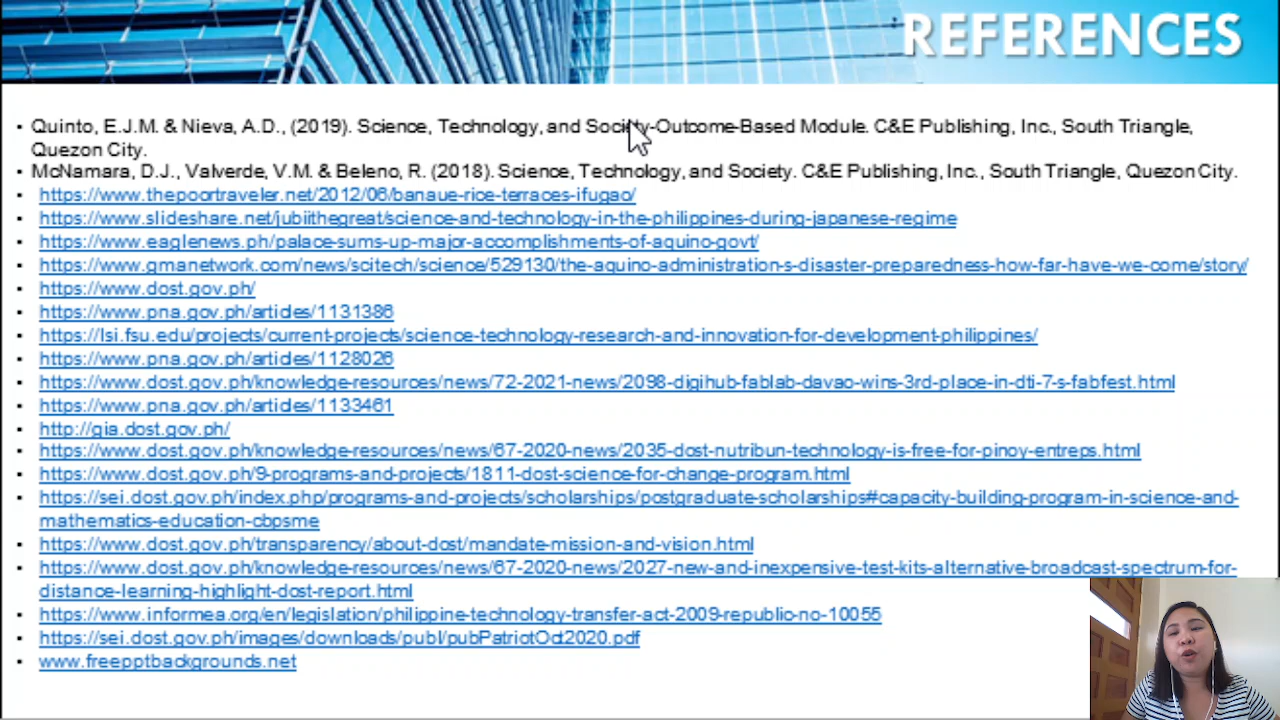 REFERENCES
• Quinto, E.J.M. & Nieva, A.D., (2019). Science, Technology, and Society-Outcome-Based Module. C&E Publishing, Inc., South Triangle,
Quezon City.
• McNamara, D.J., Valverde, V.M. & Beleno, R. (2018). Science, Technology, and Society. C&E Publishing, Inc., South Triangle, Quezon City.
• https://www.thepoortraveler.net/2012/06/banaue-rice-terraces-ifugao/
• https://www.slideshare.net/jubiithegreat/science-and-technology-in-the-philippines-during-japanese-regime
• https://www.eaglenews.ph/palace-sums-up-major-accomplishments-of-aquino-govt/
• https://www.gmanetwork.com/news/scitech/science/529130/the-aquino-administration-s-disaster-preparedness-how-far-have-we-come/story/
• https://www.dost.gov.ph/
• https://www.pna.gov.ph/articles/1131386
• https://lsi.fsu.edu/projects/current-projects/science-technology-research-and-innovation-for-development-philippines/
• https://www.pna.gov.ph/articles/1128026
• https://www.dost.gov.ph/knowledge-resources/news/72-2021-news/2098-digihub-fablab-davao-wins-3rd-place-in-dti-7-s-fabfest.html
• https://www.pna.gov.ph/articles/1133461
• http://gia.dost.gov.ph/
• https://www.dost.gov.ph/knowledge-resources/news/67-2020-news/2035-dost-nutribun-technology-is-free-for-pinoy-entreps.html
• https://www.dost.gov.ph/9-programs-and-projects/1811-dost-science-for-change-program.html
• https://sei.dost.gov.ph/index.php/programs-and-projects/scholarships/postgraduate-scholarships#capacity-building-program-in-science-and-
mathematics-education-cbpsme
• https://www.dost.gov.ph/transparency/about-dost/mandate-mission-and-vision.html
• https://www.dost.gov.ph/knowledge-resources/news/67-2020-news/2027-new-and-inexpensive-test-kits-alternative-broadcast-spectrum-for-
distance-learning-highlight-dost-report.html
• https://www.informea.org/en/legislation/philippine-technology-transfer-act-2009-republic-no-10055
• https://sei.dost.gov.ph/images/downloads/publ/pubPatriotOct2020.pdf
• www.freepptbackgrounds.net